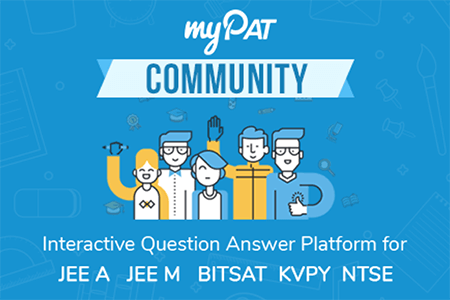 myPAT
COMMUNITY
Interactive Question Answer Platform for
JEE A JEE M BITSAT KVPY NTSE